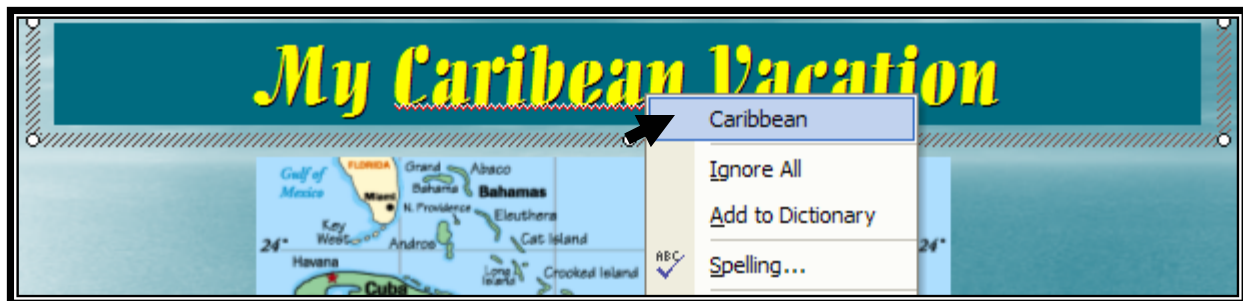 My Caribean Vacation
Caribbean
Ignore All
Add to Dictionary
ABC
Spelling...
Gulf of
Mexico
FLORIDA
Miami
Grand
Bahama
Abaco
Bahamas
N. Providence
Eleuthera
Key
West
Andros
Cat Island
24°
24°
Havana
Long
Island
Crooked Island
Cuba